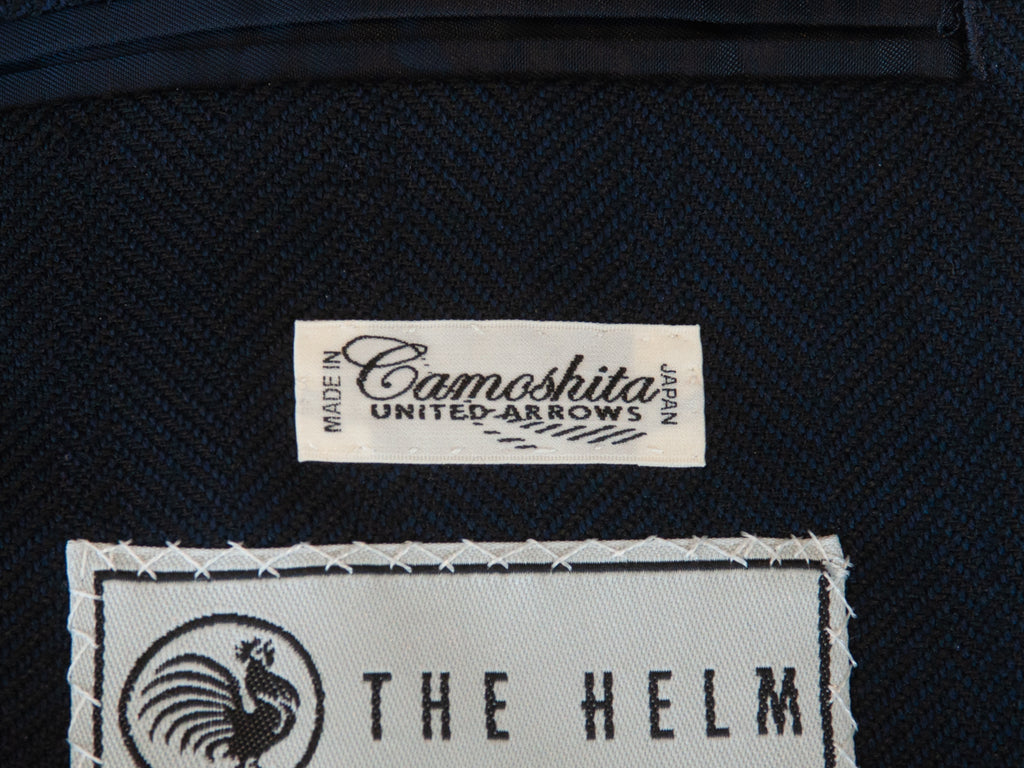 MADE IN
Camoshita
UNITED ARROWS
JAPAN
THE HELM